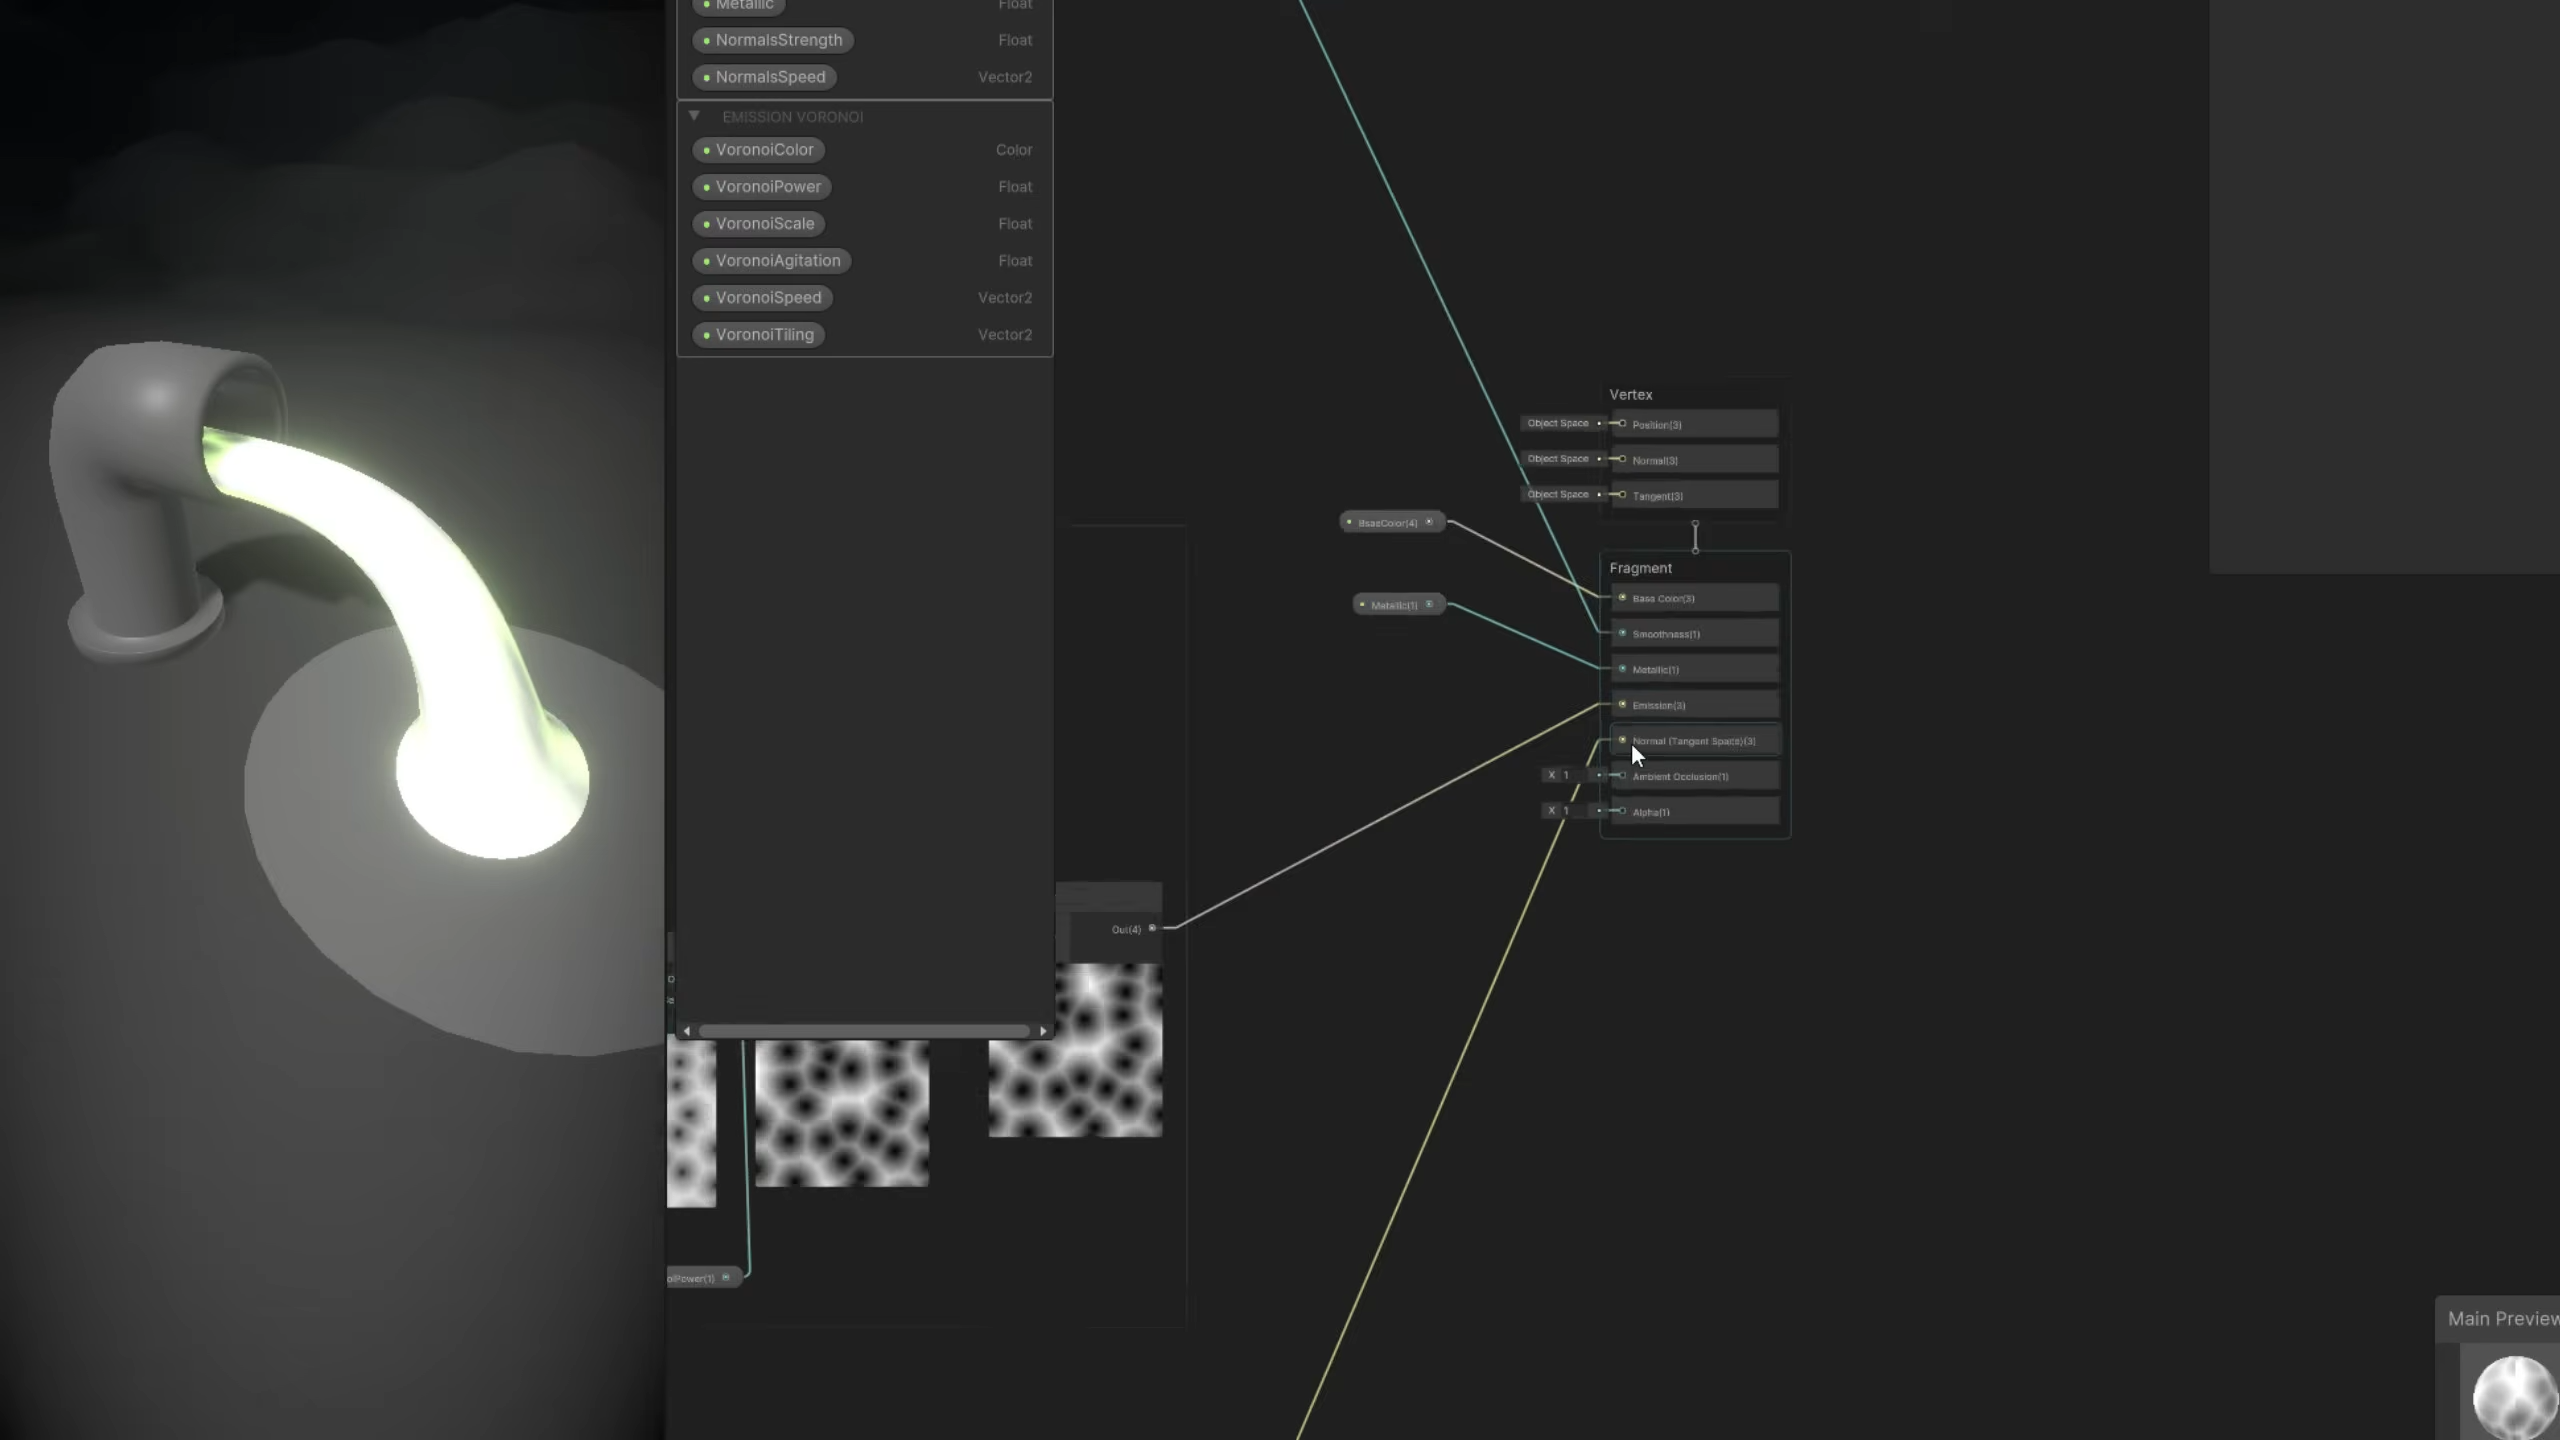 Metallic Float
NormalsStrength Float
NormalsSpeed Vector2
EMISSION VORONOI
VoronoiColor Color
VoronoiPower Float
VoronoiScale Float
VoronoiAgitation Float
VoronoiSpeed Vector2
VoronoiTiling Vector2
Vertex
Object Space Position(3)
Object Space Normal(3)
Object Space Tangent(3)
BsaeColor(4)
Fragment
Base Color(3)
Metallic(1)
Smoothness(1)
Metallic(1)
Emission(3)
Normal (Tangent Space)(3)
X 1 Ambient Occlusion(1)
X 1 Alpha(1)
Out(4)
oiPower(1)
Main Preview